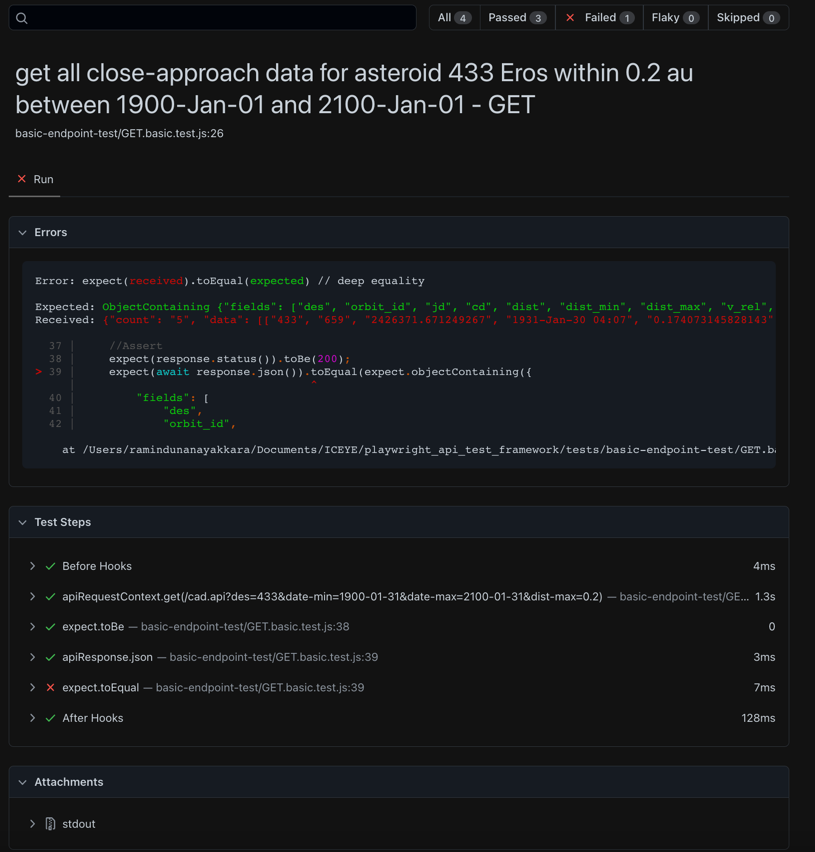 All 4 Passed 3 Failed 1 Flaky 0 Skipped 0
get all close-approach data for asteroid 433 Eros within 0.2 au
between 1900-Jan-01 and 2100-Jan-01 - GET
basic-endpoint-test/GET.basic.test.js:26
Run
Errors
Error: expect(received).toEqual(expected) // deep equality
Expected: ObjectContaining {"fields": ["des", "orbit_id", "jd", "cd", "dist", "dist_min", "dist_max", "v_rel",
Received: {"count": "5", "data": [["433", "659", "2426371.671249267", "1931-Jan-30 04:07", "0.174073145828143"
37 | //Assert
38 | expect(response.status()).toBe(200);
> 39 | expect(await response.json()).toEqual(expect.objectContaining({
| ^
40 | "fields": [
41 | "des",
42 | "orbit_id",
at /Users/ramindunanayakkara/Documents/ICEYE/playwright_api_test_framework/tests/basic-endpoint-test/GET.ba
Test Steps
Before Hooks 4ms
apiRequestContext.get(/cad.api?des=433&date-min=1900-01-31&date-max=2100-01-31&dist-max=0.2) — basic-endpoint-test/GE... 1.3s
expect.toBe — basic-endpoint-test/GET.basic.test.js:38 0
apiResponse.json — basic-endpoint-test/GET.basic.test.js:39 3ms
expect.toEqual — basic-endpoint-test/GET.basic.test.js:39 7ms
After Hooks 128ms
Attachments
stdout